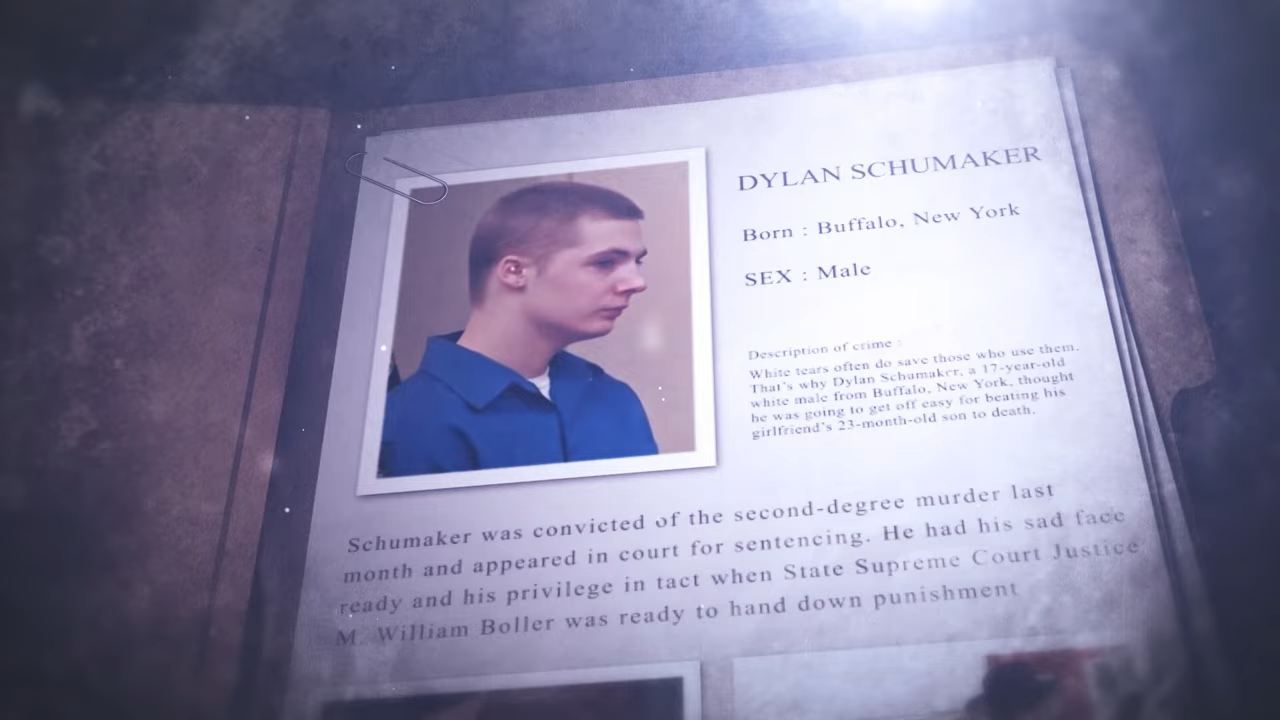 DYLAN SCHUMAKER
Born : Buffalo, New York
SEX : Male
Description of crime :
White tears often do save those who use them.
That's why Dylan Schumaker, a 17-year-old
white male from Buffalo, New York, thought
he was going to get off easy for beating his
girlfriend's 23-month-old son to death.
Schumaker was convicted of the second-degree murder last
month and appeared in court for sentencing. He had his sad face
ready and his privilege in tact when State Supreme Court Justice
M. William Boller was ready to hand down punishment